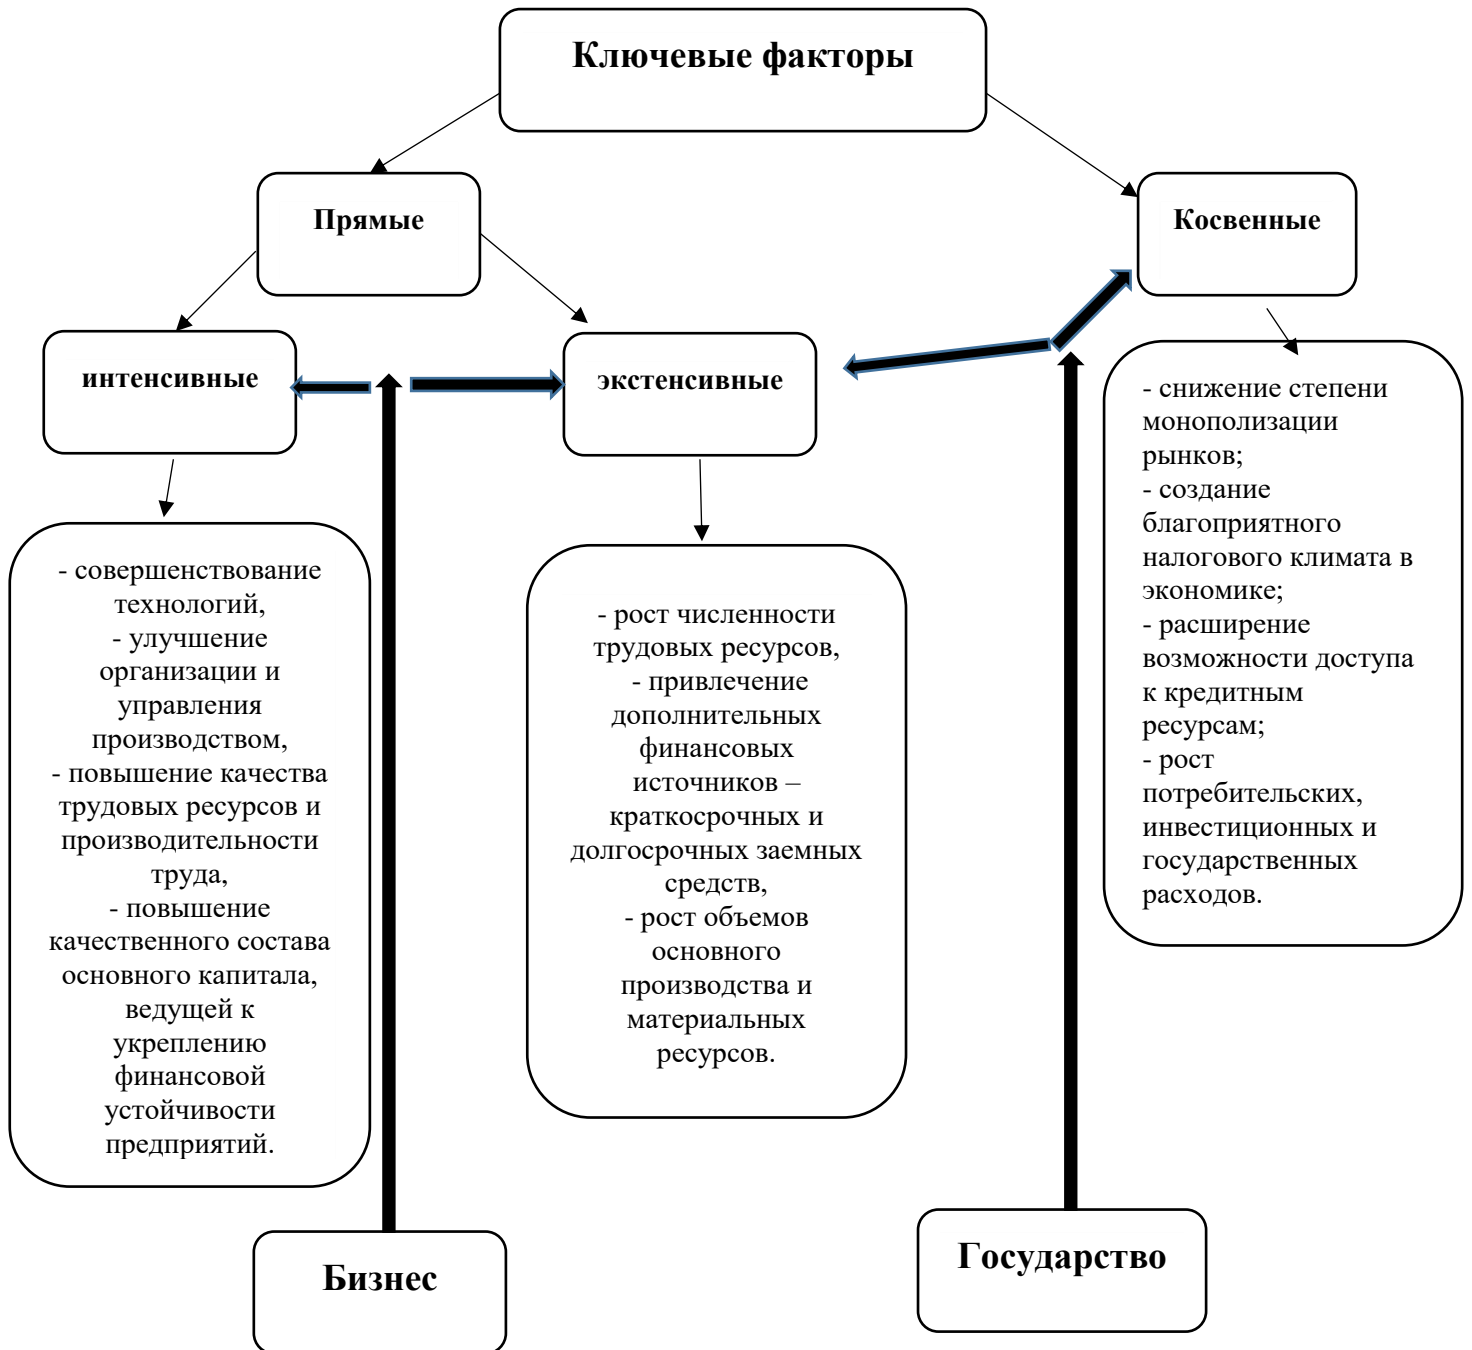 Ключевые факторы
Прямые
Косвенные
интенсивные
экстенсивные
- совершенствование
технологий,
- улучшение
организации и
управления
производством,
- повышение качества
трудовых ресурсов и
производительности
труда,
- повышение
качественного состава
основного капитала,
ведущей к
укреплению
финансовой
устойчивости
предприятий.
- рост численности
трудовых ресурсов,
- привлечение
дополнительных
финансовых
источников –
краткосрочных и
долгосрочных заемных
средств,
- рост объемов
основного
производства и
материальных
ресурсов.
- снижение степени
монополизации
рынков;
- создание
благоприятного
налогового климата в
экономике;
- расширение
возможности доступа
к кредитным
ресурсам;
- рост
потребительских,
инвестиционных и
государственных
расходов.
Бизнес
Государство